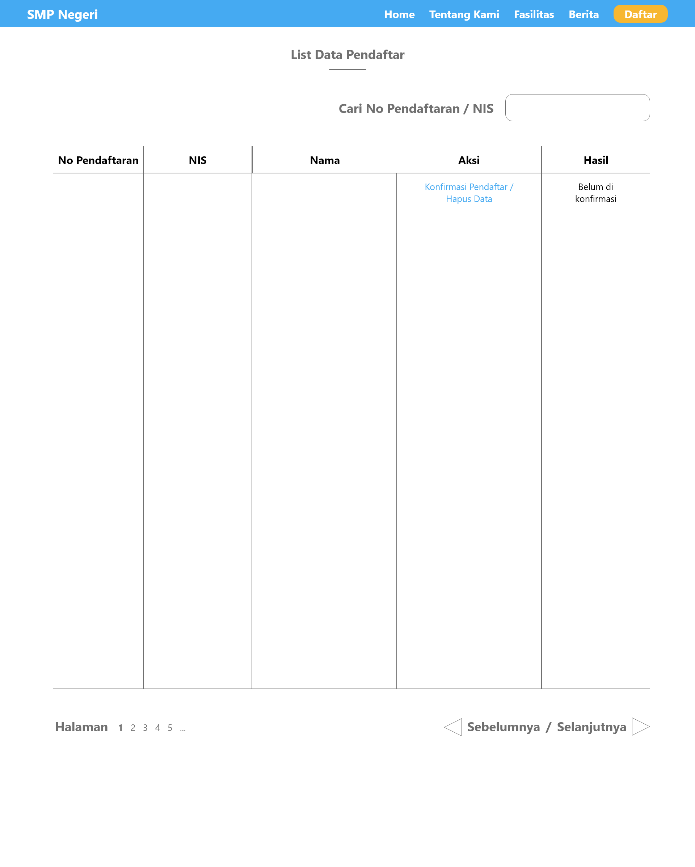 SMP Negeri Home Tentang Kami Fasilitas Berita Daftar
List Data Pendaftar
Cari No Pendaftaran / NIS
No Pendaftaran NIS Nama Aksi Hasil
Konfirmasi Pendaftar / Belum di
Hapus Data konfirmasi
Halaman 1 2 3 4 5 ... Sebelumnya / Selanjutnya